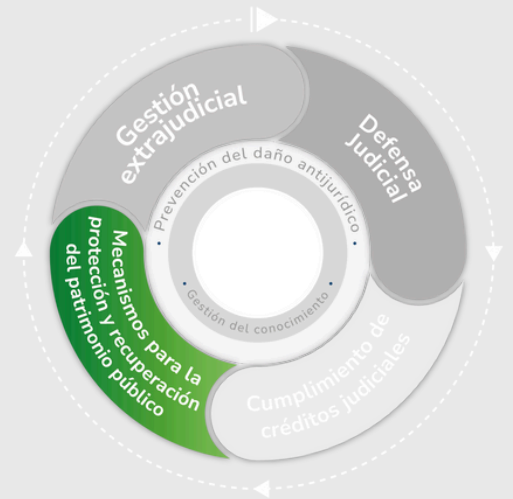 Gestión
extrajudicial
Defensa
Judicial
Prevención del daño antijurídico
Gestión del conocimiento
Mecanismos para la
protección y recuperación
del patrimonio público
Cumplimiento de
créditos judiciales